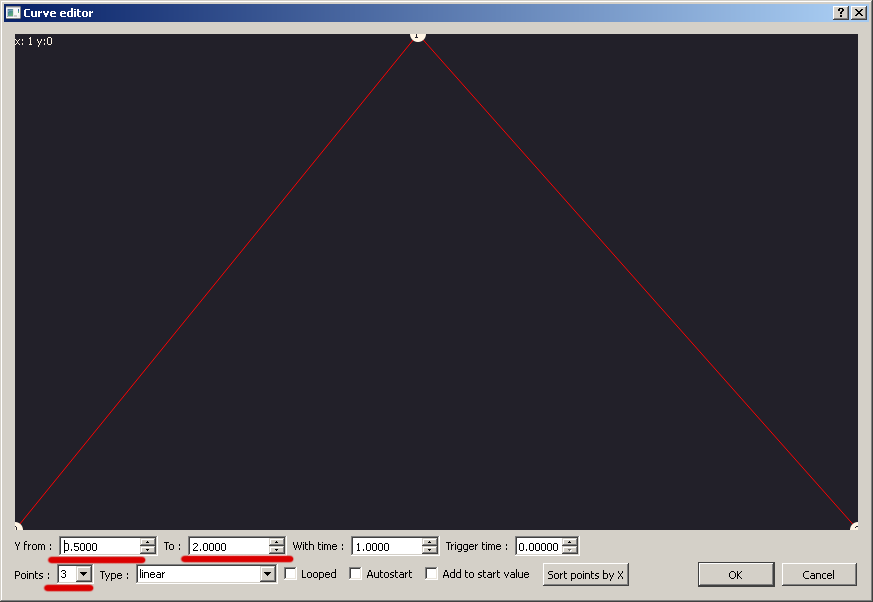 Curve editor
x: 1 y:0
1
Y from : 0.5000 To : 2.0000 With time : 1.0000 Trigger time : 0.00000
Points : 3 Type : linear Looped Autostart Add to start value Sort points by X OK Cancel